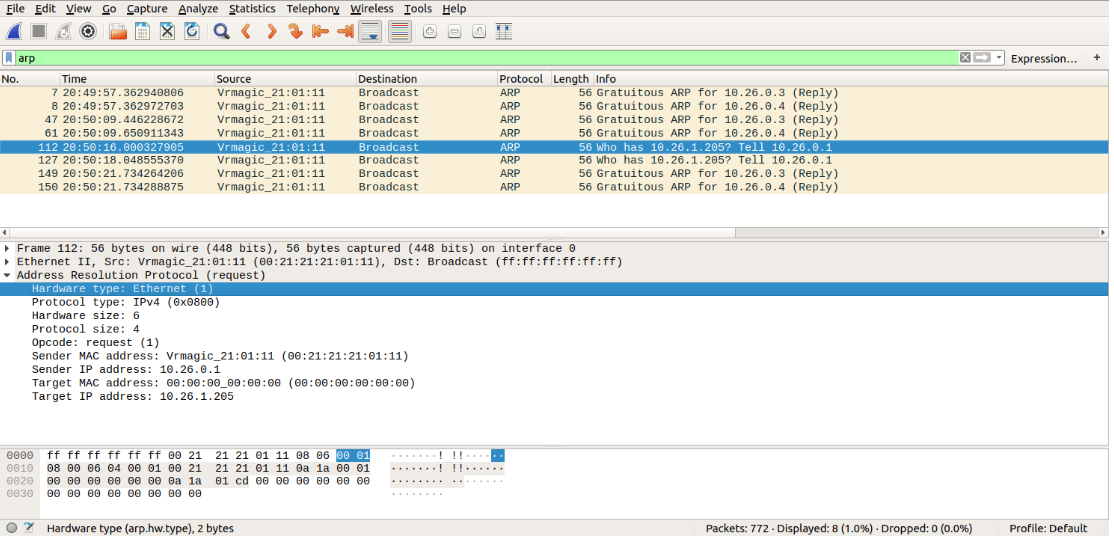 File Edit View Go Capture Analyze Statistics Telephony Wireless Tools Help
arp Expression… +
No. Time Source Destination Protocol Length Info
7 20:49:57.362940806 Vrmagic_21:01:11 Broadcast ARP 56 Gratuitous ARP for 10.26.0.3 (Reply)
8 20:49:57.362972703 Vrmagic_21:01:11 Broadcast ARP 56 Gratuitous ARP for 10.26.0.4 (Reply)
47 20:50:09.446228672 Vrmagic_21:01:11 Broadcast ARP 56 Gratuitous ARP for 10.26.0.3 (Reply)
61 20:50:09.650911343 Vrmagic_21:01:11 Broadcast ARP 56 Gratuitous ARP for 10.26.0.4 (Reply)
112 20:50:16.000327905 Vrmagic_21:01:11 Broadcast ARP 56 Who has 10.26.1.205? Tell 10.26.0.1
127 20:50:18.048555370 Vrmagic_21:01:11 Broadcast ARP 56 Who has 10.26.1.205? Tell 10.26.0.1
149 20:50:21.734264206 Vrmagic_21:01:11 Broadcast ARP 56 Gratuitous ARP for 10.26.0.3 (Reply)
150 20:50:21.734288875 Vrmagic_21:01:11 Broadcast ARP 56 Gratuitous ARP for 10.26.0.4 (Reply)
Frame 112: 56 bytes on wire (448 bits), 56 bytes captured (448 bits) on interface 0
Ethernet II, Src: Vrmagic_21:01:11 (00:21:21:21:01:11), Dst: Broadcast (ff:ff:ff:ff:ff:ff)
Address Resolution Protocol (request)
Hardware type: Ethernet (1)
Protocol type: IPv4 (0x0800)
Hardware size: 6
Protocol size: 4
Opcode: request (1)
Sender MAC address: Vrmagic_21:01:11 (00:21:21:21:01:11)
Sender IP address: 10.26.0.1
Target MAC address: 00:00:00_00:00:00 (00:00:00:00:00:00)
Target IP address: 10.26.1.205
0000 ff ff ff ff ff ff 00 21 21 21 01 11 08 06 00 01 .......! !!......
0010 08 00 06 04 00 01 00 21 21 21 01 11 0a 1a 00 01 .......! !!......
0020 00 00 00 00 00 00 0a 1a 01 cd 00 00 00 00 00 00 ........ ........
0030 00 00 00 00 00 00 00 00 ........
Hardware type (arp.hw.type), 2 bytes Packets: 772 · Displayed: 8 (1.0%) · Dropped: 0 (0.0%) Profile: Default